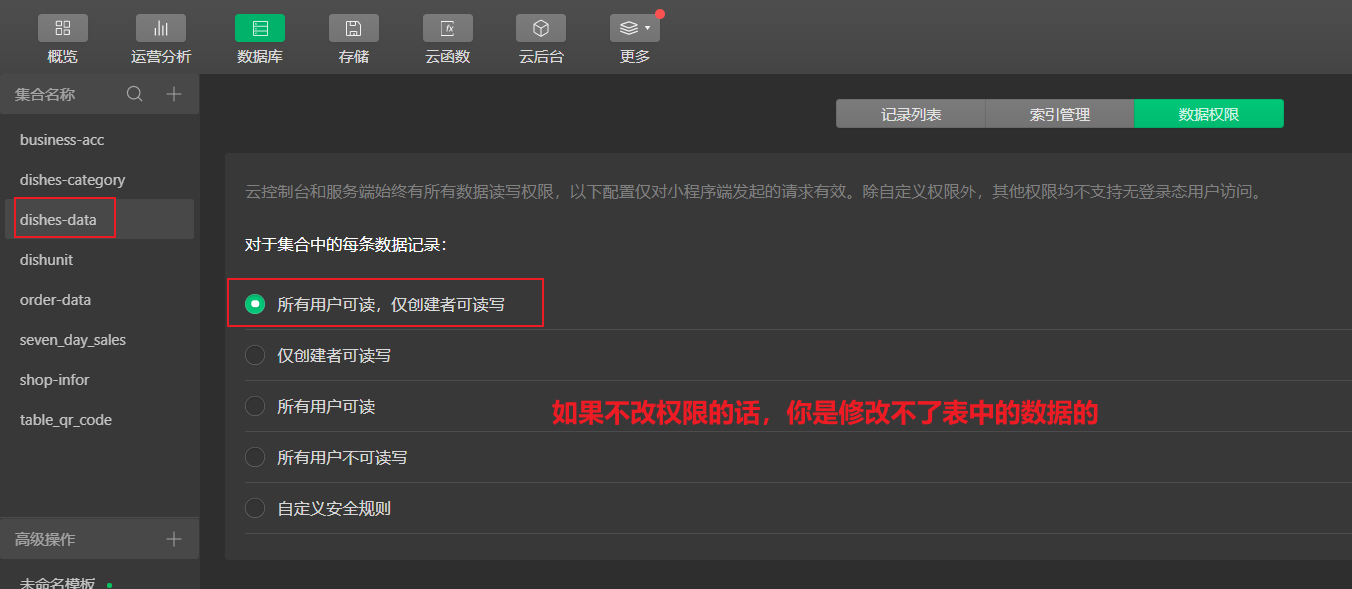 概览 运营分析 数据库 存储 云函数 云后台 更多
集合名称
business-acc
dishes-category
dishes-data
dishunit
order-data
seven_day_sales
shop-infor
table_qr_code
高级操作
未命名模板
记录列表 索引管理 数据权限
云控制台和服务端始终有所有数据读写权限，以下配置仅对小程序端发起的请求有效。除自定义权限外，其他权限均不支持无登录态用户访问。
对于集合中的每条数据记录：
所有用户可读，仅创建者可读写
仅创建者可读写
所有用户可读
如果不改权限的话，你是修改不了表中的数据的
所有用户不可读写
自定义安全规则